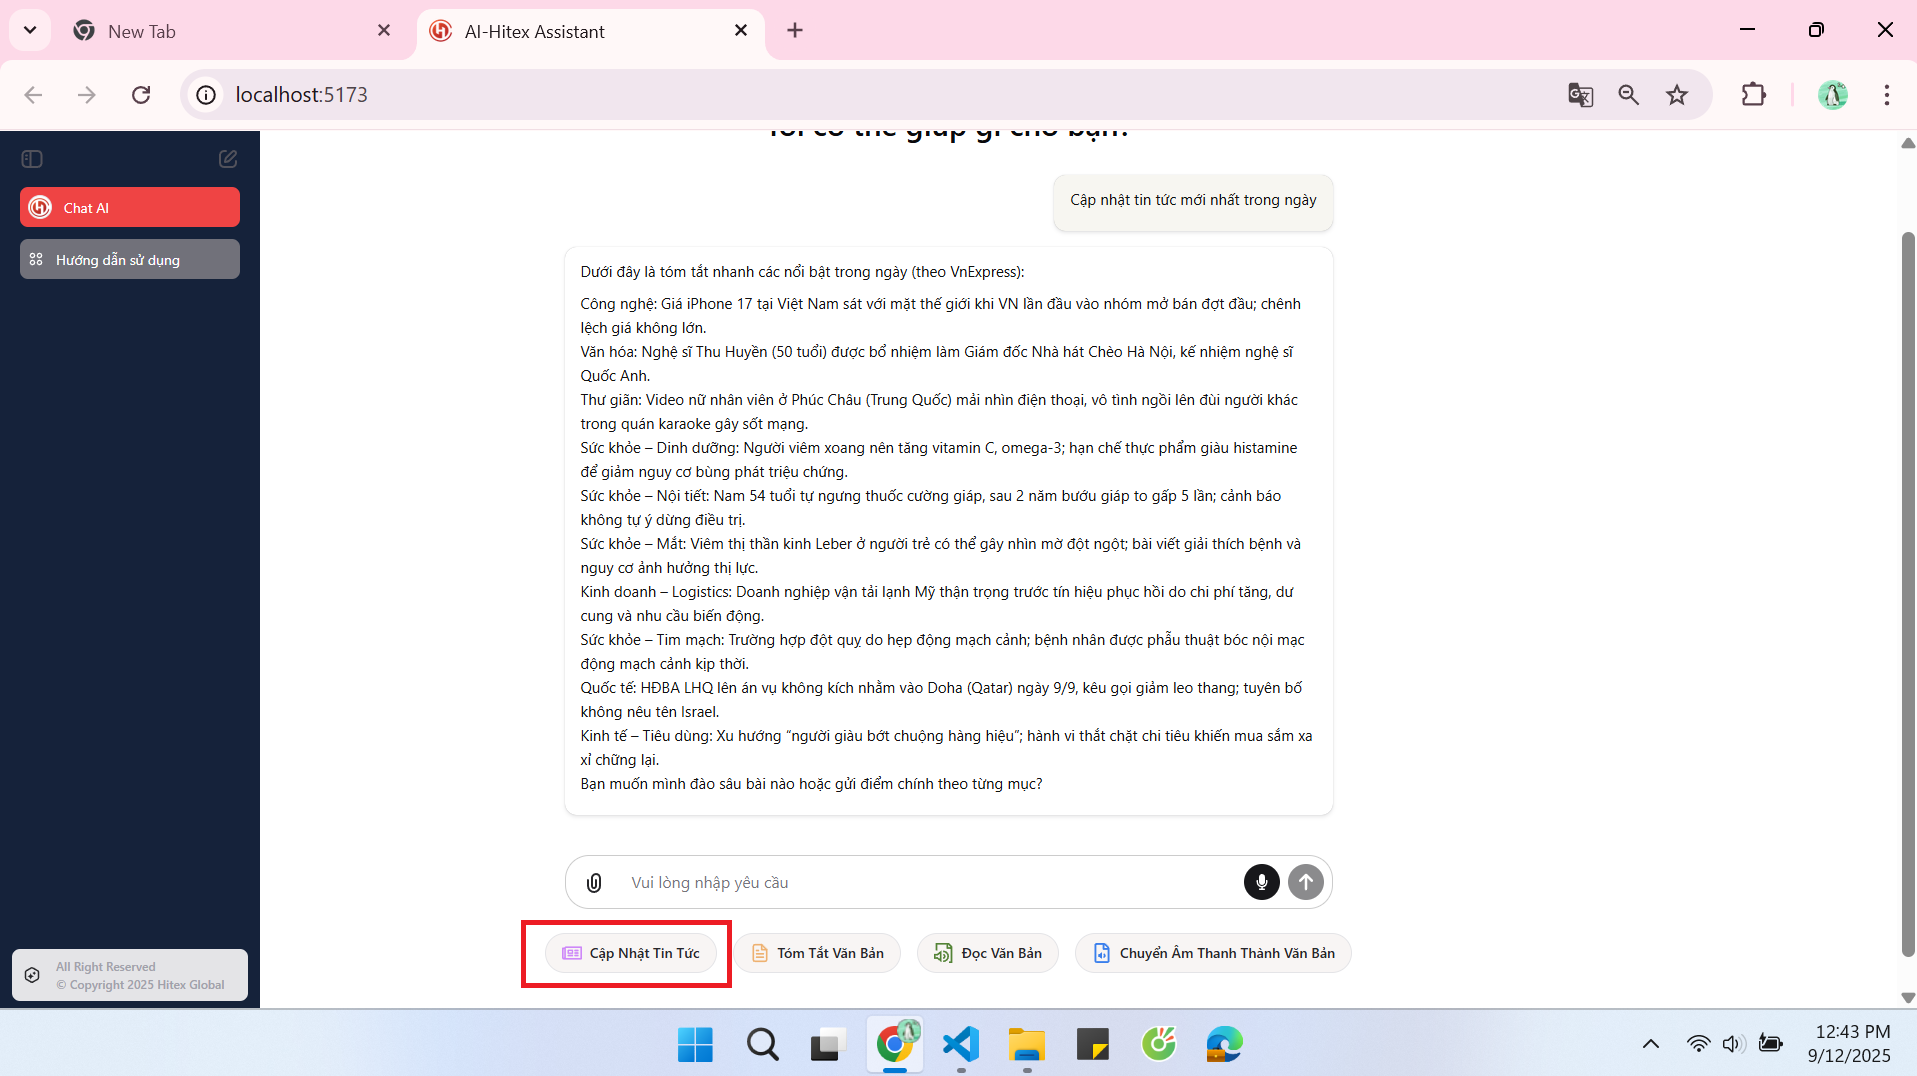 New Tab
AI-Hitex Assistant
localhost:5173
Tôi có thể giúp gì cho bạn?
Chat AI
Hướng dẫn sử dụng
Cập nhật tin tức mới nhất trong ngày
Dưới đây là tóm tắt nhanh các nổi bật trong ngày (theo VnExpress):
Công nghệ: Giá iPhone 17 tại Việt Nam sát với mặt thế giới khi VN lần đầu vào nhóm mở bán đợt đầu; chênh
lệch giá không lớn.
Văn hóa: Nghệ sĩ Thu Huyền (50 tuổi) được bổ nhiệm làm Giám đốc Nhà hát Chèo Hà Nội, kế nhiệm nghệ sĩ
Quốc Anh.
Thư giãn: Video nữ nhân viên ở Phúc Châu (Trung Quốc) mải nhìn điện thoại, vô tình ngồi lên đùi người khác
trong quán karaoke gây sốt mạng.
Sức khỏe – Dinh dưỡng: Người viêm xoang nên tăng vitamin C, omega-3; hạn chế thực phẩm giàu histamine
để giảm nguy cơ bùng phát triệu chứng.
Sức khỏe – Nội tiết: Nam 54 tuổi tự ngưng thuốc cường giáp, sau 2 năm bướu giáp to gấp 5 lần; cảnh báo
không tự ý dừng điều trị.
Sức khỏe – Mắt: Viêm thị thần kinh Leber ở người trẻ có thể gây nhìn mờ đột ngột; bài viết giải thích bệnh và
nguy cơ ảnh hưởng thị lực.
Kinh doanh – Logistics: Doanh nghiệp vận tải lạnh Mỹ thận trọng trước tín hiệu phục hồi do chi phí tăng, dư
cung và nhu cầu biến động.
Sức khỏe – Tim mạch: Trường hợp đột quỵ do hẹp động mạch cảnh; bệnh nhân được phẫu thuật bóc nội mạc
động mạch cảnh kịp thời.
Quốc tế: HĐBA LHQ lên án vụ không kích nhằm vào Doha (Qatar) ngày 9/9, kêu gọi giảm leo thang; tuyên bố
không nêu tên Israel.
Kinh tế – Tiêu dùng: Xu hướng “người giàu bớt chuộng hàng hiệu”; hành vi thắt chặt chi tiêu khiến mua sắm xa
xỉ chững lại.
Bạn muốn mình đào sâu bài nào hoặc gửi điểm chính theo từng mục?
Vui lòng nhập yêu cầu
Cập Nhật Tin Tức
Tóm Tắt Văn Bản
Đọc Văn Bản
Chuyển Âm Thanh Thành Văn Bản
All Right Reserved
© Copyright 2025 Hitex Global
12:43 PM
9/12/2025